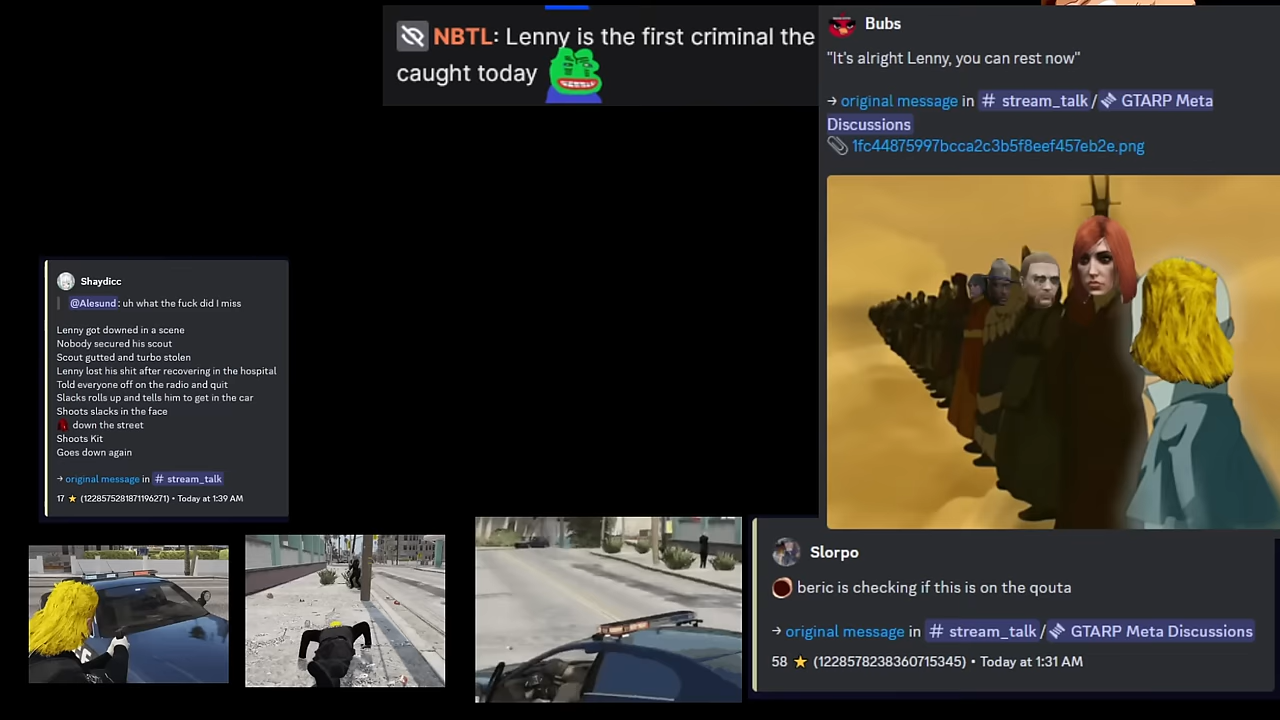 NBTL: Lenny is the first criminal the
caught today
Bubs
"It's alright Lenny, you can rest now"
→ original message in # stream_talk / GTARP Meta
Discussions
1fc44875997bcca2c3b5f8eef457eb2e.png
Shaydicc
@Alesund: uh what the fuck did I miss
Lenny got downed in a scene
Nobody secured his scout
Scout gutted and turbo stolen
Lenny lost his shit after recovering in the hospital
Told everyone off on the radio and quit
Slacks rolls up and tells him to get in the car
Shoots slacks in the face
down the street
Shoots Kit
Goes down again
→ original message in # stream_talk
17 ★ (1228575281871196271) • Today at 1:39 AM
Slorpo
beric is checking if this is on the qouta
→ original message in # stream_talk / GTARP Meta Discussions
58 ★ (1228578238360715345) • Today at 1:31 AM